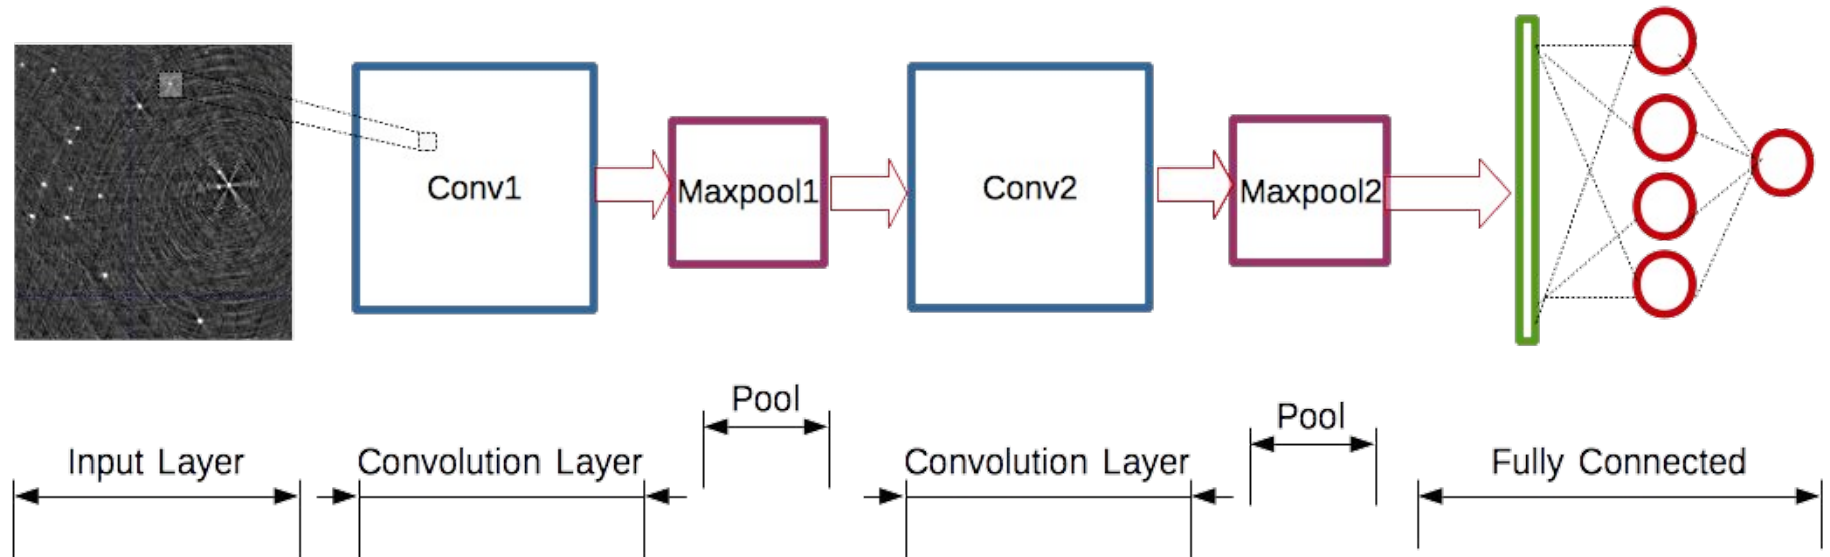 Conv1
Maxpool1
Conv2
Maxpool2
Pool
Pool
Input Layer
Convolution Layer
Convolution Layer
Fully Connected